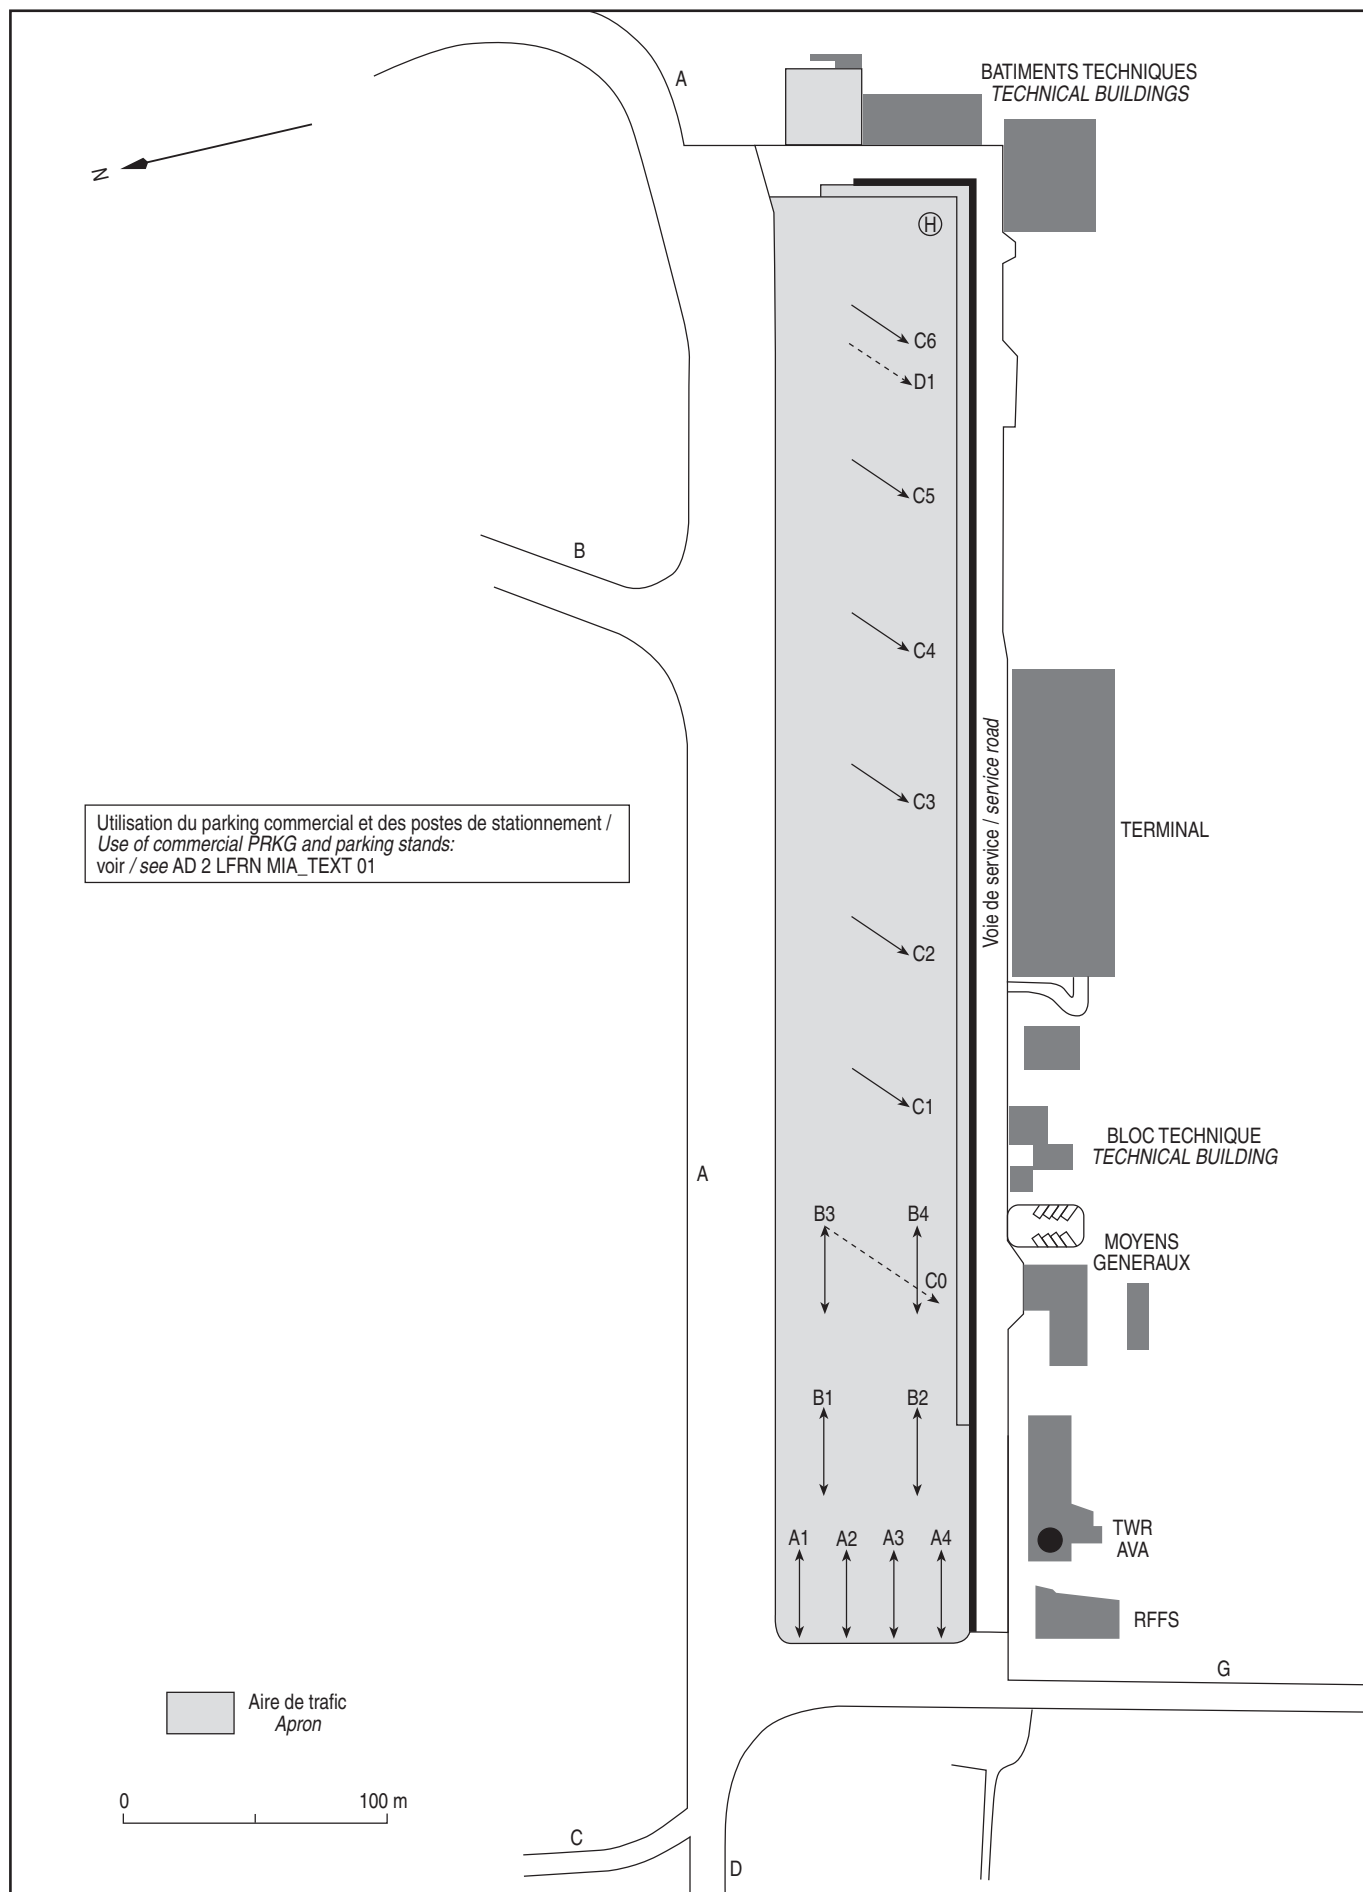 A
BATIMENTS TECHNIQUES
TECHNICAL BUILDINGS
N
H
C6
D1
C5
B
C4
Voie de service / service road
C3
Utilisation du parking commercial et des postes de stationnement /
Use of commercial PRKG and parking stands:
voir / see AD 2 LFRN MIA_TEXT 01
TERMINAL
C2
C1
BLOC TECHNIQUE
TECHNICAL BUILDING
A
B3
B4
MOYENS
GENERAUX
C0
B1
B2
A1
A2
A3
A4
TWR
AVA
RFFS
G
Aire de trafic
Apron
0
100 m
C
D